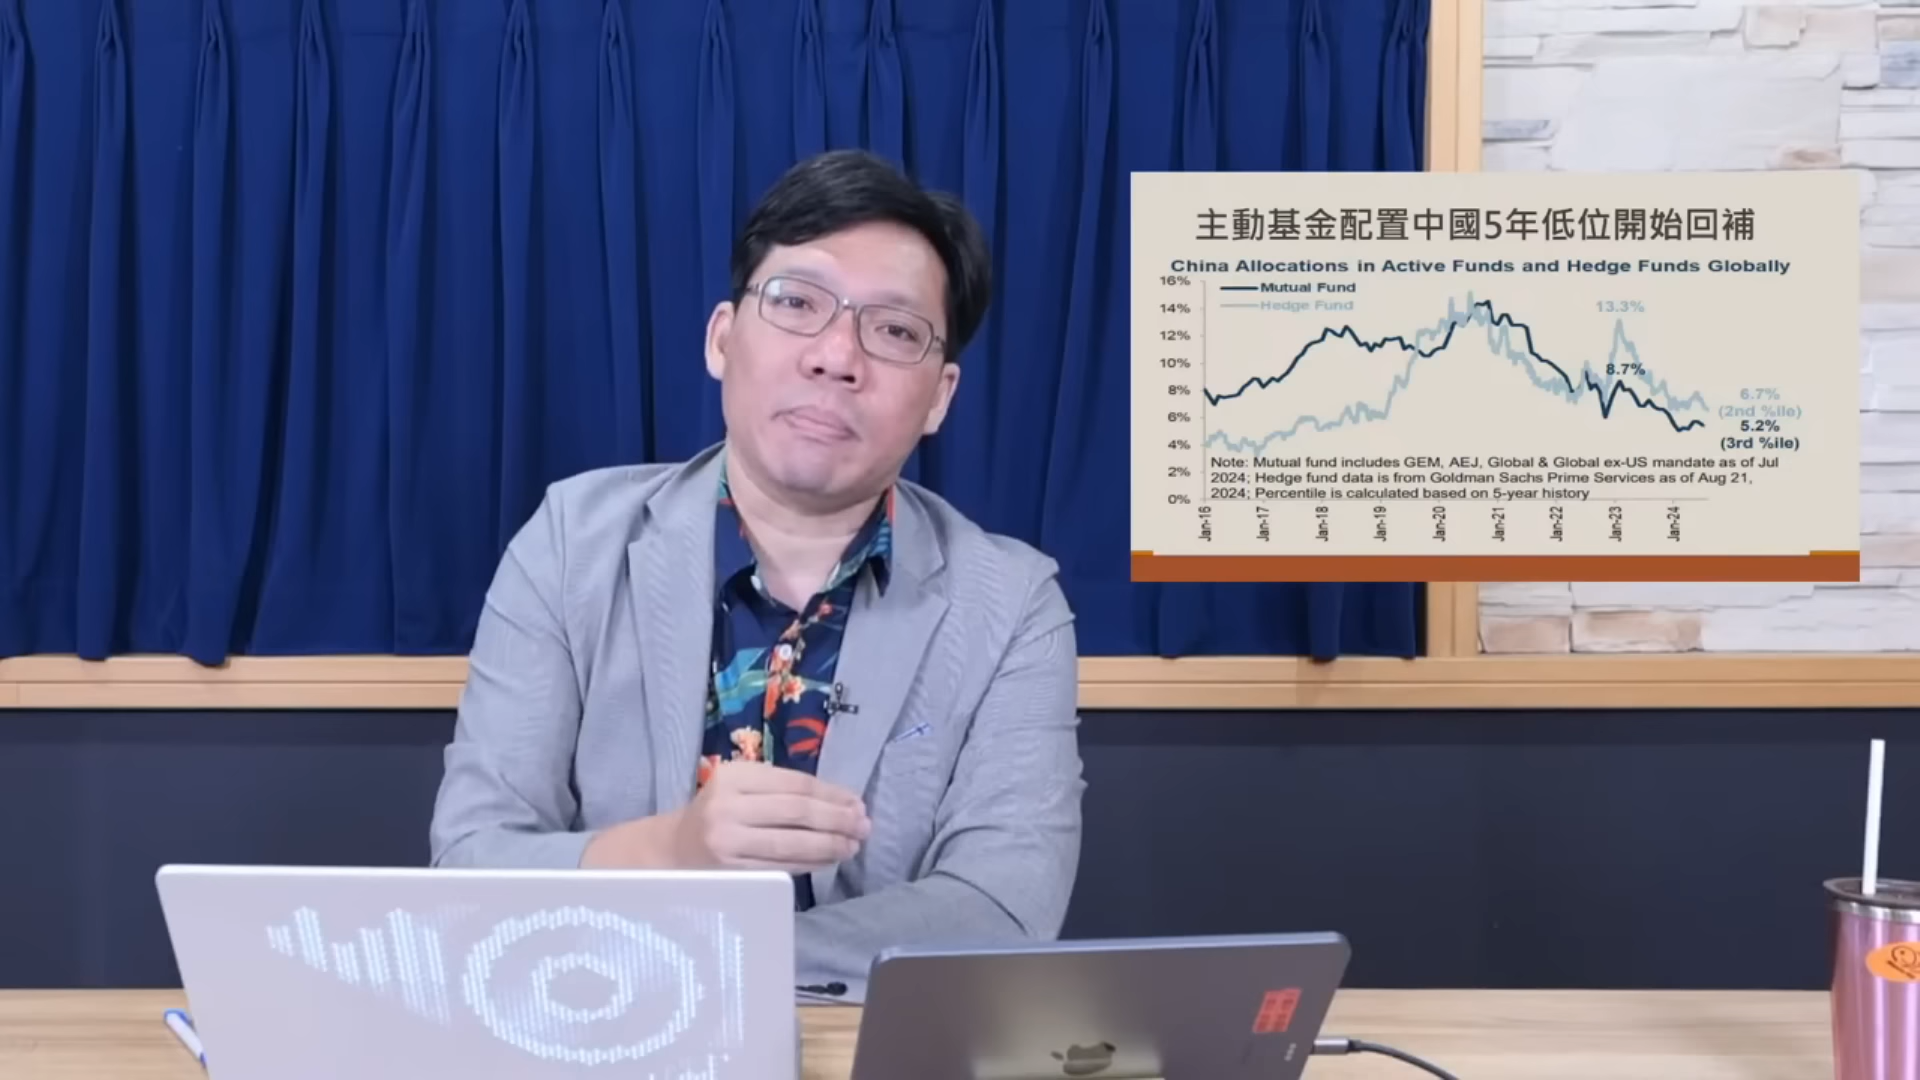 主動基金配置中國5年低位開始回補
China Allocations in Active Funds and Hedge Funds Globally
16%
14%
12%
10%
8%
6%
4%
2%
0%
Mutual Fund
Hedge Fund
13.3%
8.7%
6.7%
(2nd %ile)
5.2%
(3rd %ile)
Note: Mutual fund includes GEM, AEJ, Global & Global ex-US mandate as of Jul
2024; Hedge fund data is from Goldman Sachs Prime Services as of Aug 21,
2024; Percentile is calculated based on 5-year history
Jan-16
Jan-17
Jan-18
Jan-19
Jan-20
Jan-21
Jan-22
Jan-23
Jan-24